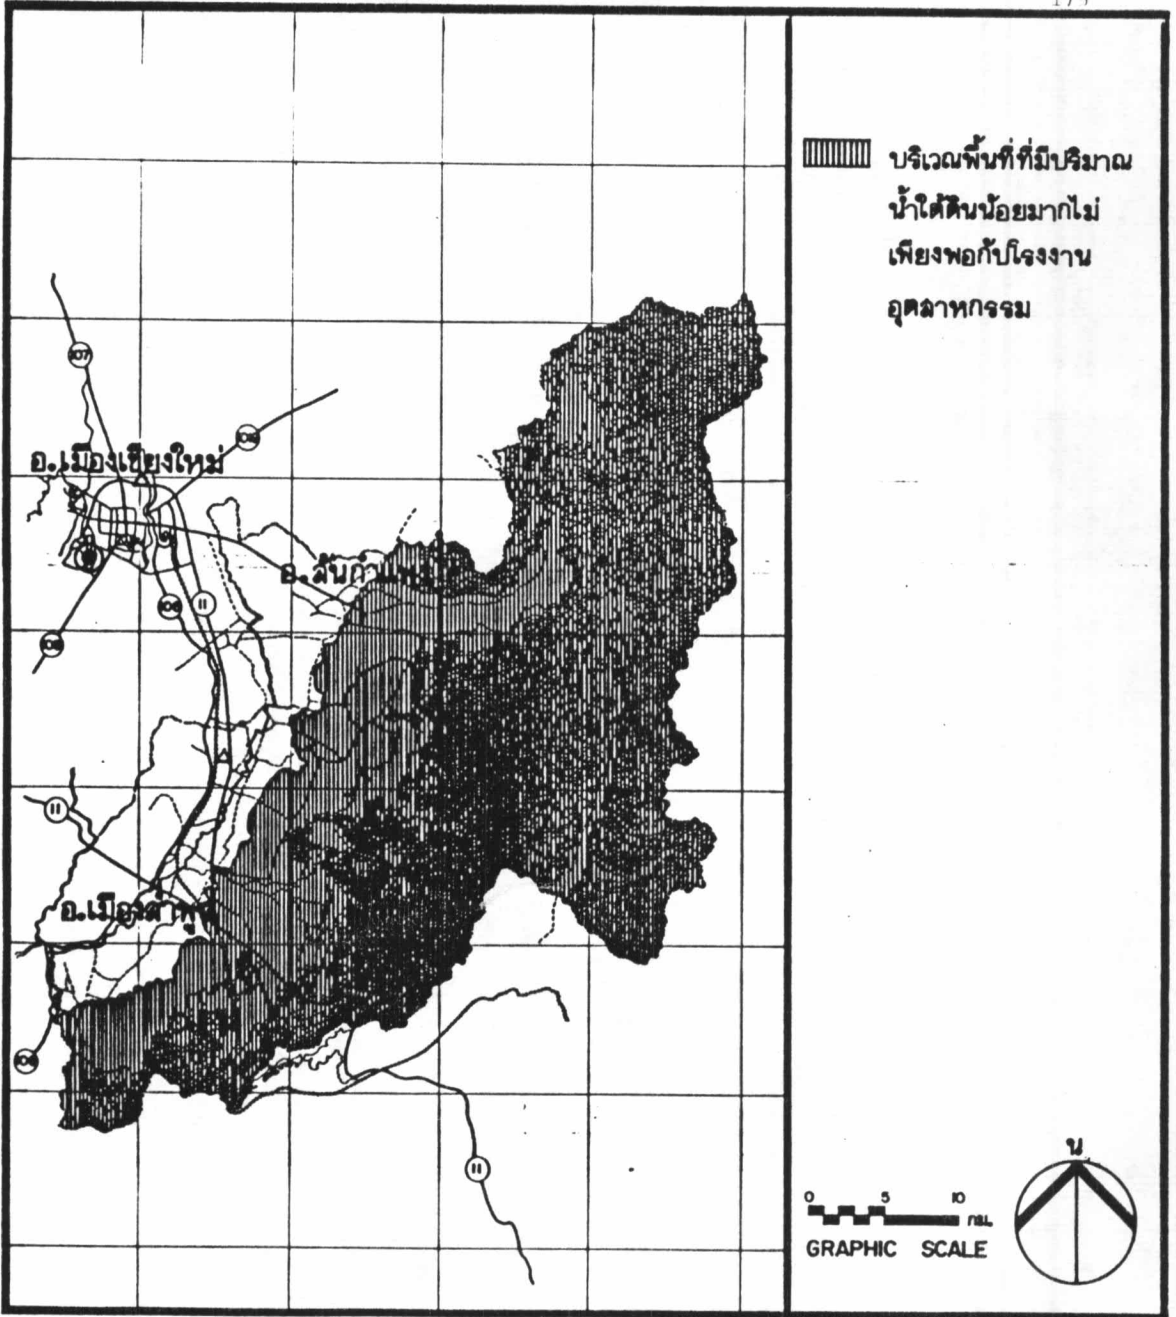 บริเวณพื้นที่ที่มีปริมาณ
น้ำใต้ดินน้อยมากไม่
เพียงพอกับโรงงาน
อุตสาหกรรม
107
อ.เมืองเชียงใหม่
106
11
11
อ.เมืองลำพูน
106
11
น
0 5 10 กม.
GRAPHIC SCALE